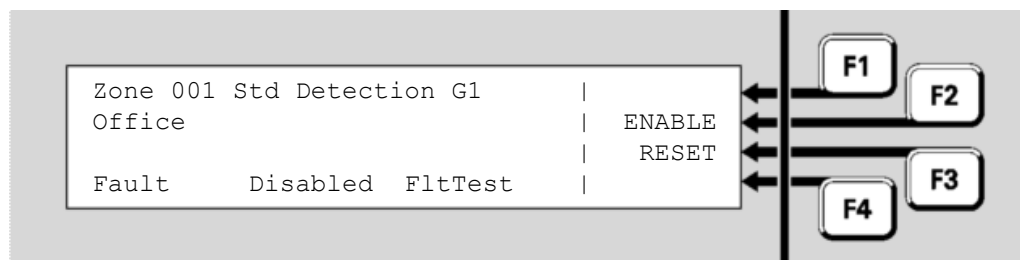 Zone 001 Std Detection G1 |
Office | ENABLE
| RESET
Fault Disabled FltTest |
F1
F2
F3
F4